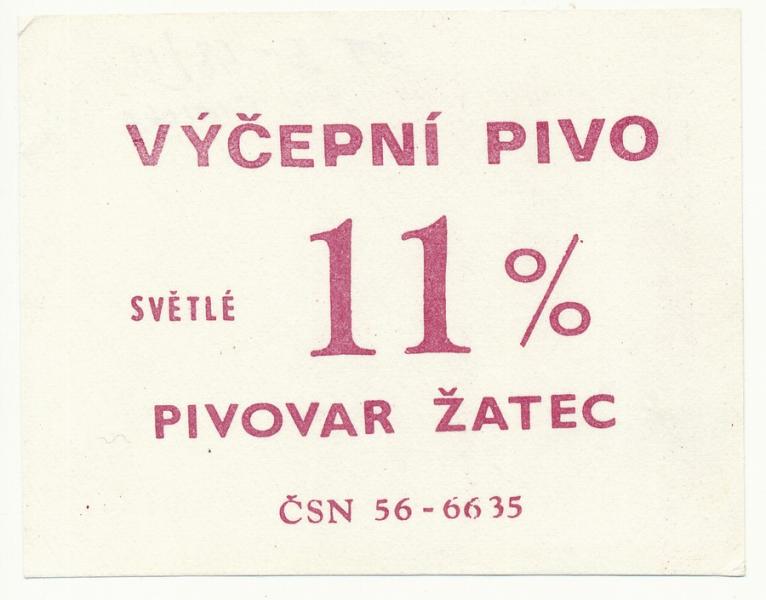 VÝČEPNÍ PIVO
SVĚTLÉ 11%
PIVOVAR ŽATEC
ČSN 56-6635